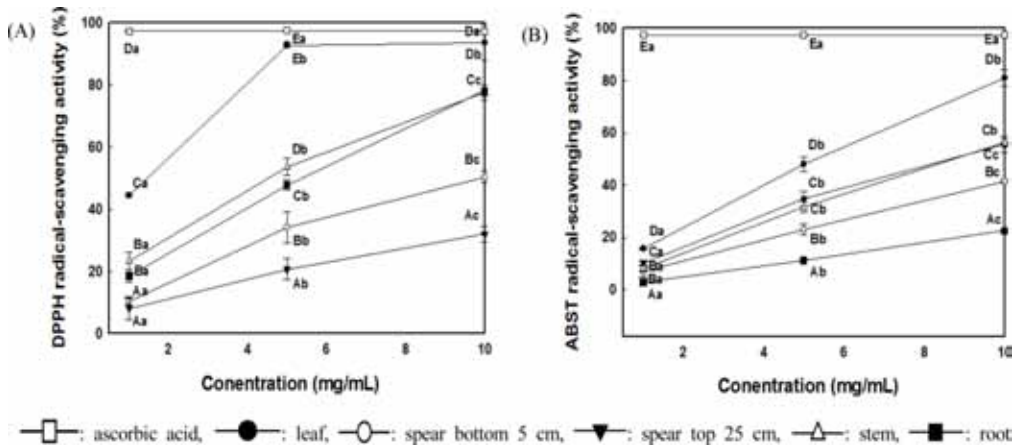 (A)
DPPH radical-scavenging activity (%)
100
80
60
40
20
0
2
4
6
8
10
Conentration (mg/mL)
Da
Ea
Da
Eb
Db
Ca
Cc
Db
Cb
Bc
Ba
Ba
Bb
Ac
Aa
Aa
Ab
(B)
ABST radical-scavenging activity (%)
100
80
60
40
20
0
2
4
6
8
10
Conentration (mg/mL)
Ea
Ea
Ea
Db
Db
Cb
Cb
Cc
Da
Bc
Ca
Cb
Ba
Bb
Ba
Ac
Aa
Ab
: ascorbic acid, : leaf, : spear bottom 5 cm, : spear top 25 cm, : stem, : root